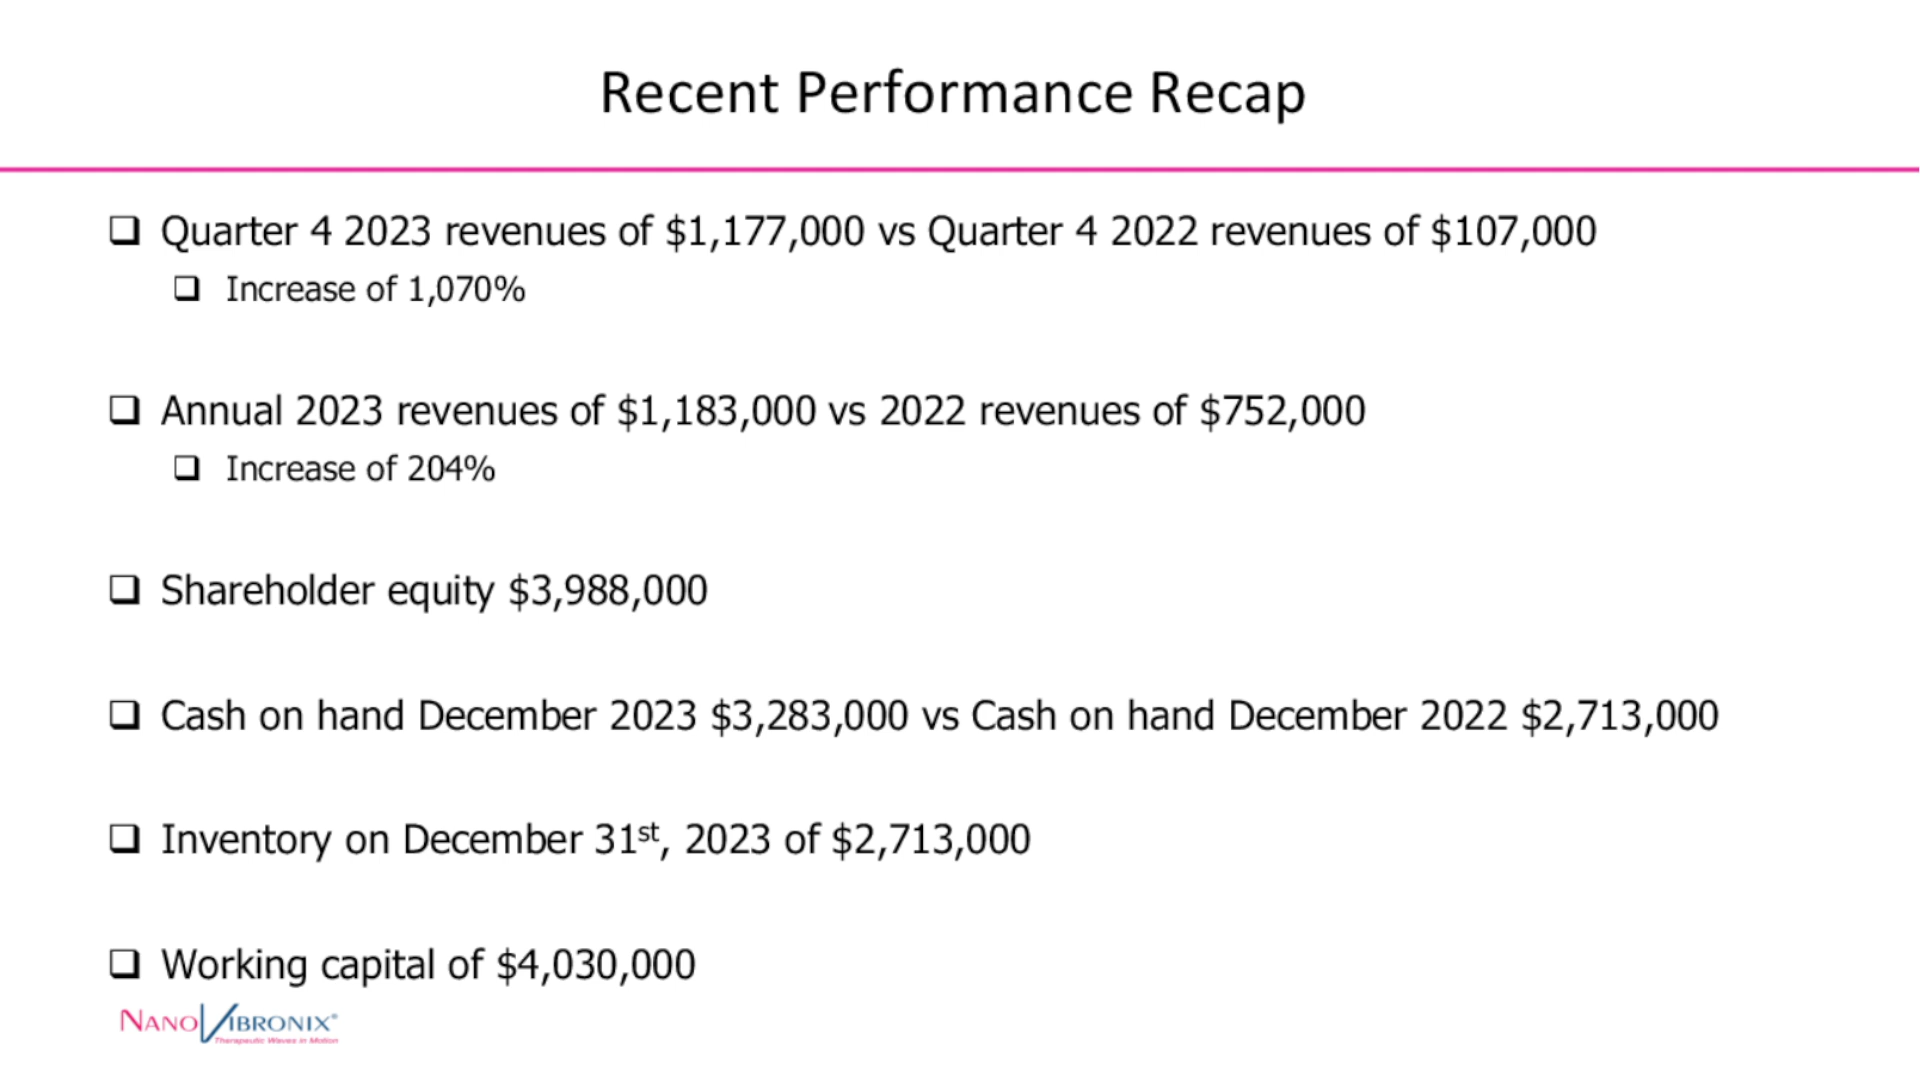 Recent Performance Recap
Quarter 4 2023 revenues of $1,177,000 vs Quarter 4 2022 revenues of $107,000
Increase of 1,070%
Annual 2023 revenues of $1,183,000 vs 2022 revenues of $752,000
Increase of 204%
Shareholder equity $3,988,000
Cash on hand December 2023 $3,283,000 vs Cash on hand December 2022 $2,713,000
Inventory on December 31st, 2023 of $2,713,000
Working capital of $4,030,000
NanoVibronix®
Therapeutic Waves in Motion